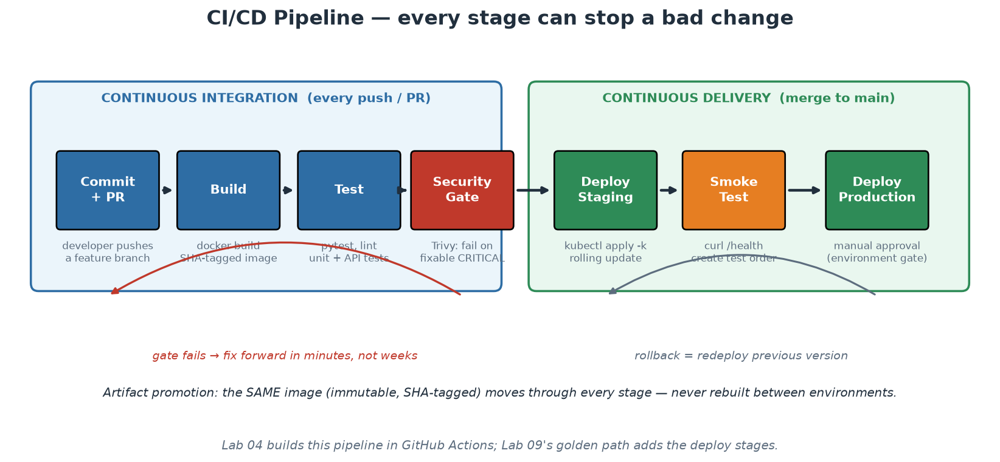 CI/CD Pipeline — every stage can stop a bad change
CONTINUOUS INTEGRATION  (every push / PR)
Commit
+ PR
developer pushes
a feature branch
Build
docker build
SHA-tagged image
Test
pytest, lint
unit + API tests
Security
Gate
Trivy: fail on
fixable CRITICAL
CONTINUOUS DELIVERY  (merge to main)
Deploy
Staging
kubectl apply -k
rolling update
Smoke
Test
curl /health
create test order
Deploy
Production
manual approval
(environment gate)
gate fails → fix forward in minutes, not weeks
rollback = redeploy previous version
Artifact promotion: the SAME image (immutable, SHA-tagged) moves through every stage — never rebuilt between environments.
Lab 04 builds this pipeline in GitHub Actions; Lab 09's golden path adds the deploy stages.